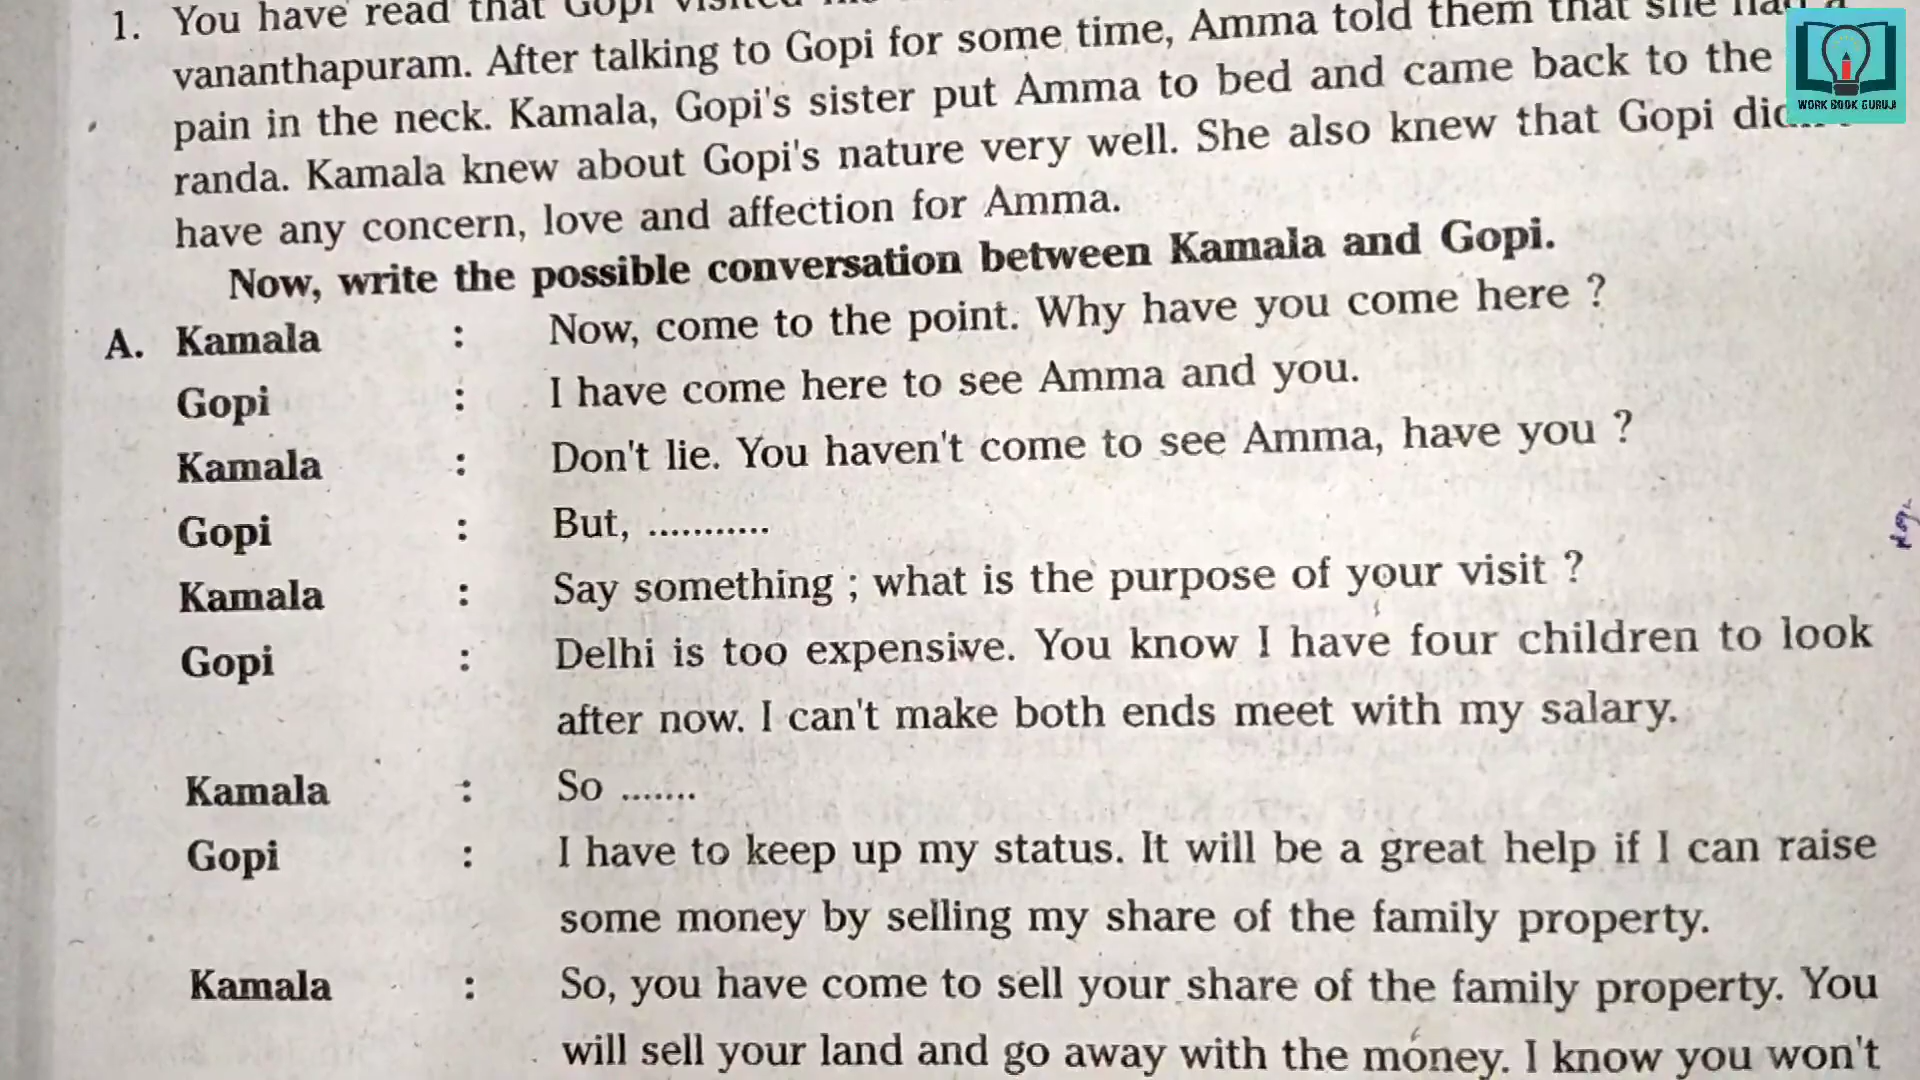 1. You have read that Gopi visited
vananthapuram. After talking to Gopi for some time, Amma told them that she had a
pain in the neck. Kamala, Gopi's sister put Amma to bed and came back to the
randa. Kamala knew about Gopi's nature very well. She also knew that Gopi didn't
have any concern, love and affection for Amma.
Now, write the possible conversation between Kamala and Gopi.
A. Kamala : Now, come to the point. Why have you come here ?
Gopi : I have come here to see Amma and you.
Kamala : Don't lie. You haven't come to see Amma, have you ?
Gopi : But, ...........
Kamala : Say something ; what is the purpose of your visit ?
Gopi : Delhi is too expensive. You know I have four children to look
after now. I can't make both ends meet with my salary.
Kamala : So .......
Gopi : I have to keep up my status. It will be a great help if I can raise
some money by selling my share of the family property.
Kamala : So, you have come to sell your share of the family property. You
will sell your land and go away with the money. I know you won't
WORK BOOK GURUJI